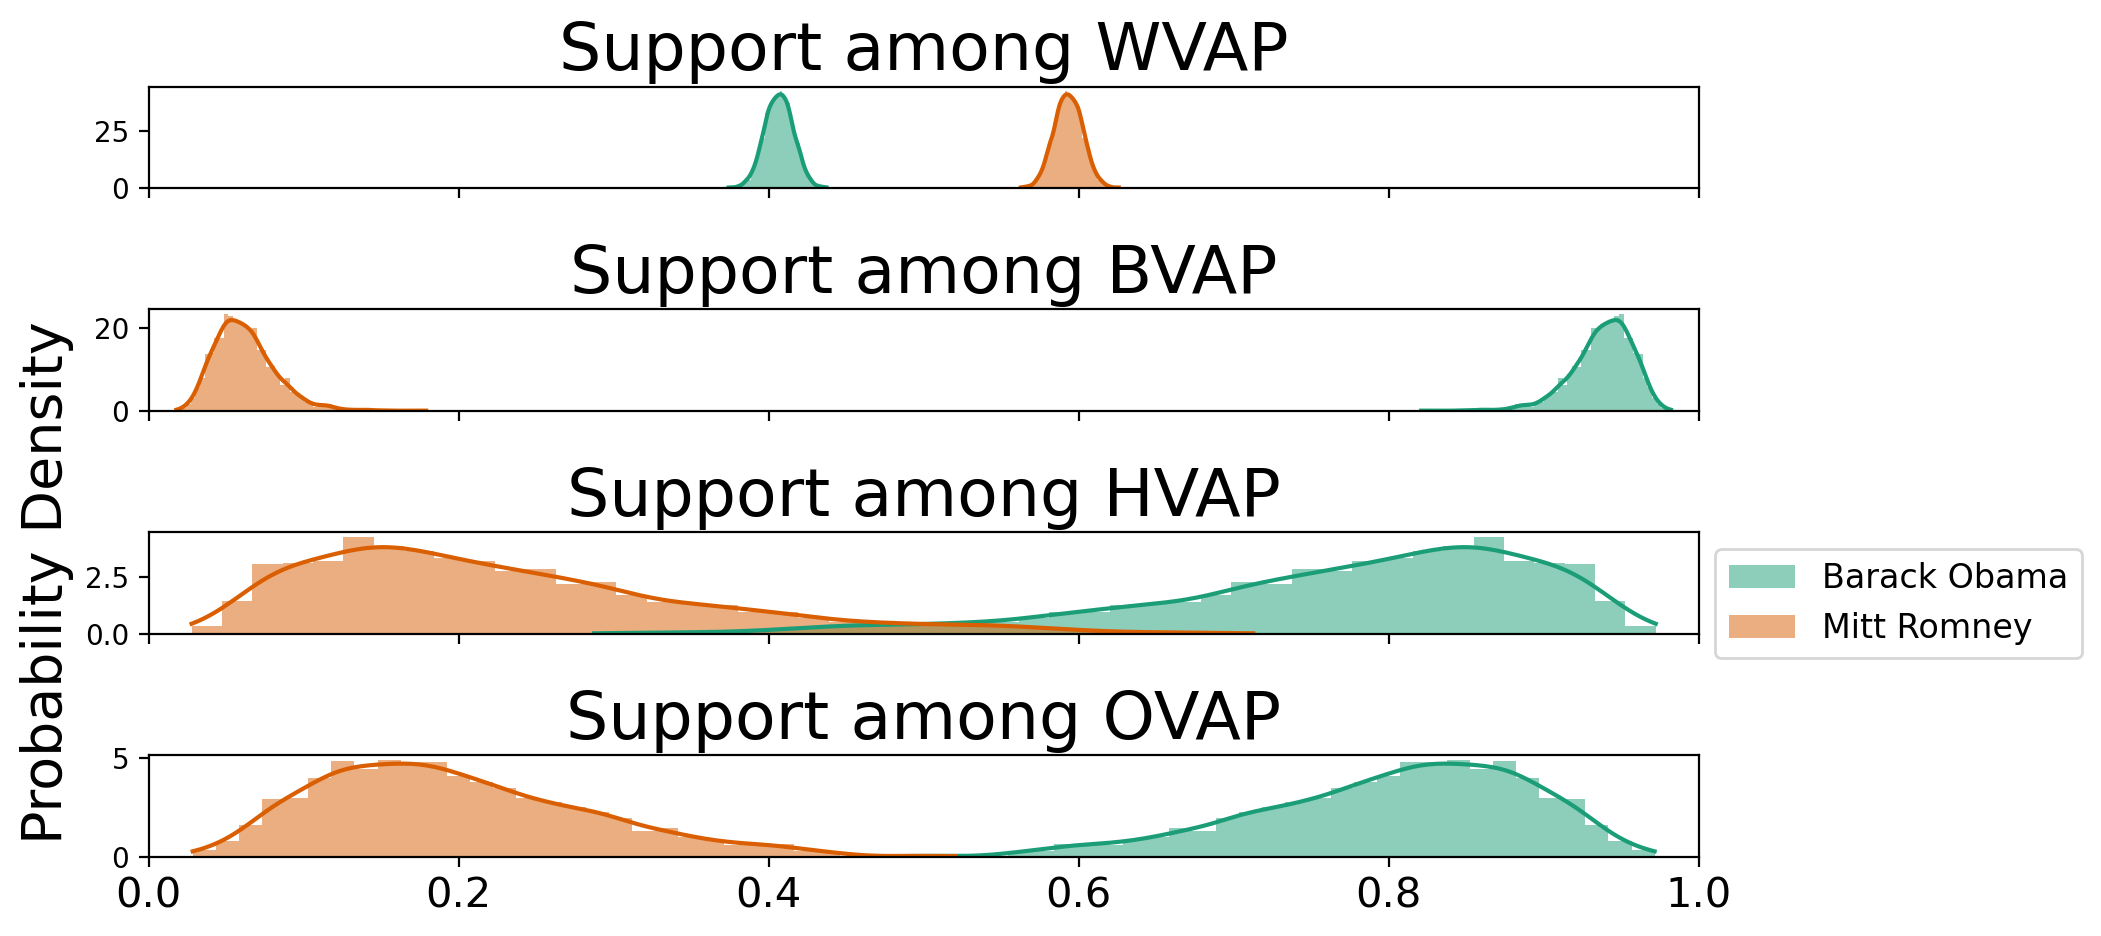 Support among WVAP
25
0
Support among BVAP
20
0
Support among HVAP
2.5
0.0
Support among OVAP
5
0
0.0 0.2 0.4 0.6 0.8 1.0
Probability Density
Barack Obama
Mitt Romney